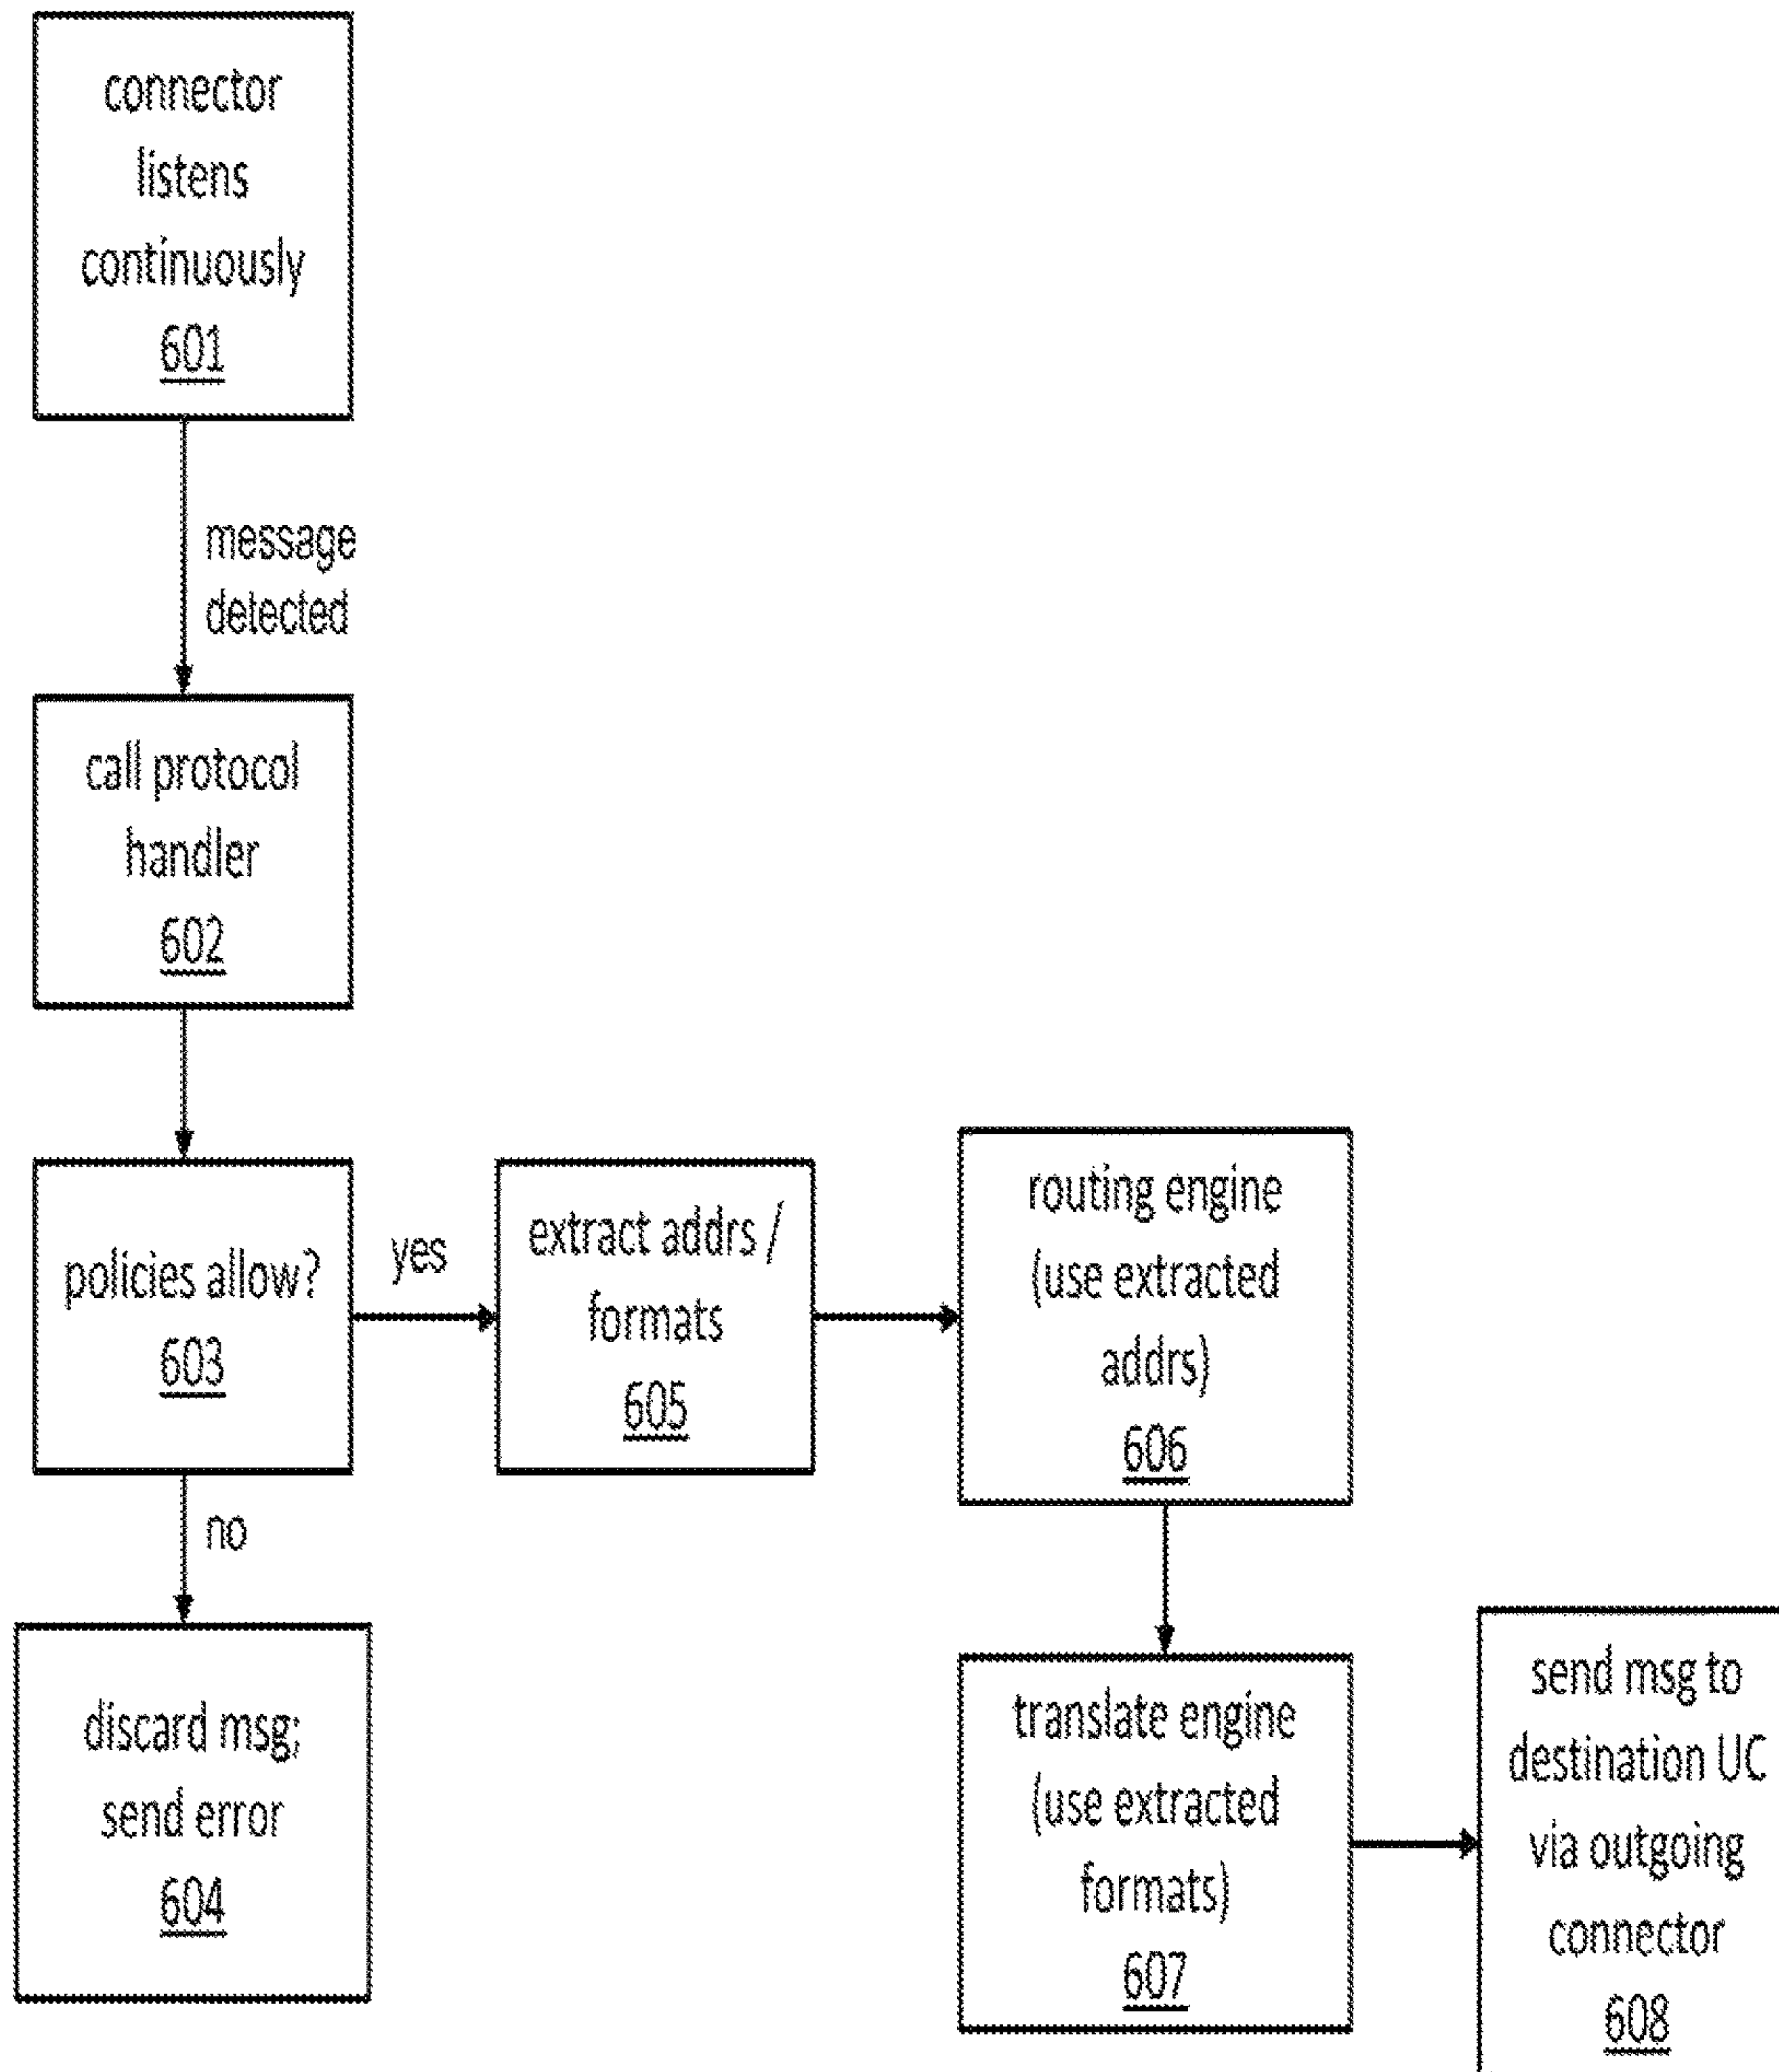 connector
listens
continuously
601
message
detected
call protocol
handler
602
policies allow?
603
yes
no
discard msg;
send error
604
extract addrs /
formats
605
routing engine
(use extracted
addrs)
606
translate engine
(use extracted
formats)
607
send msg to
destination UC
via outgoing
connector
608